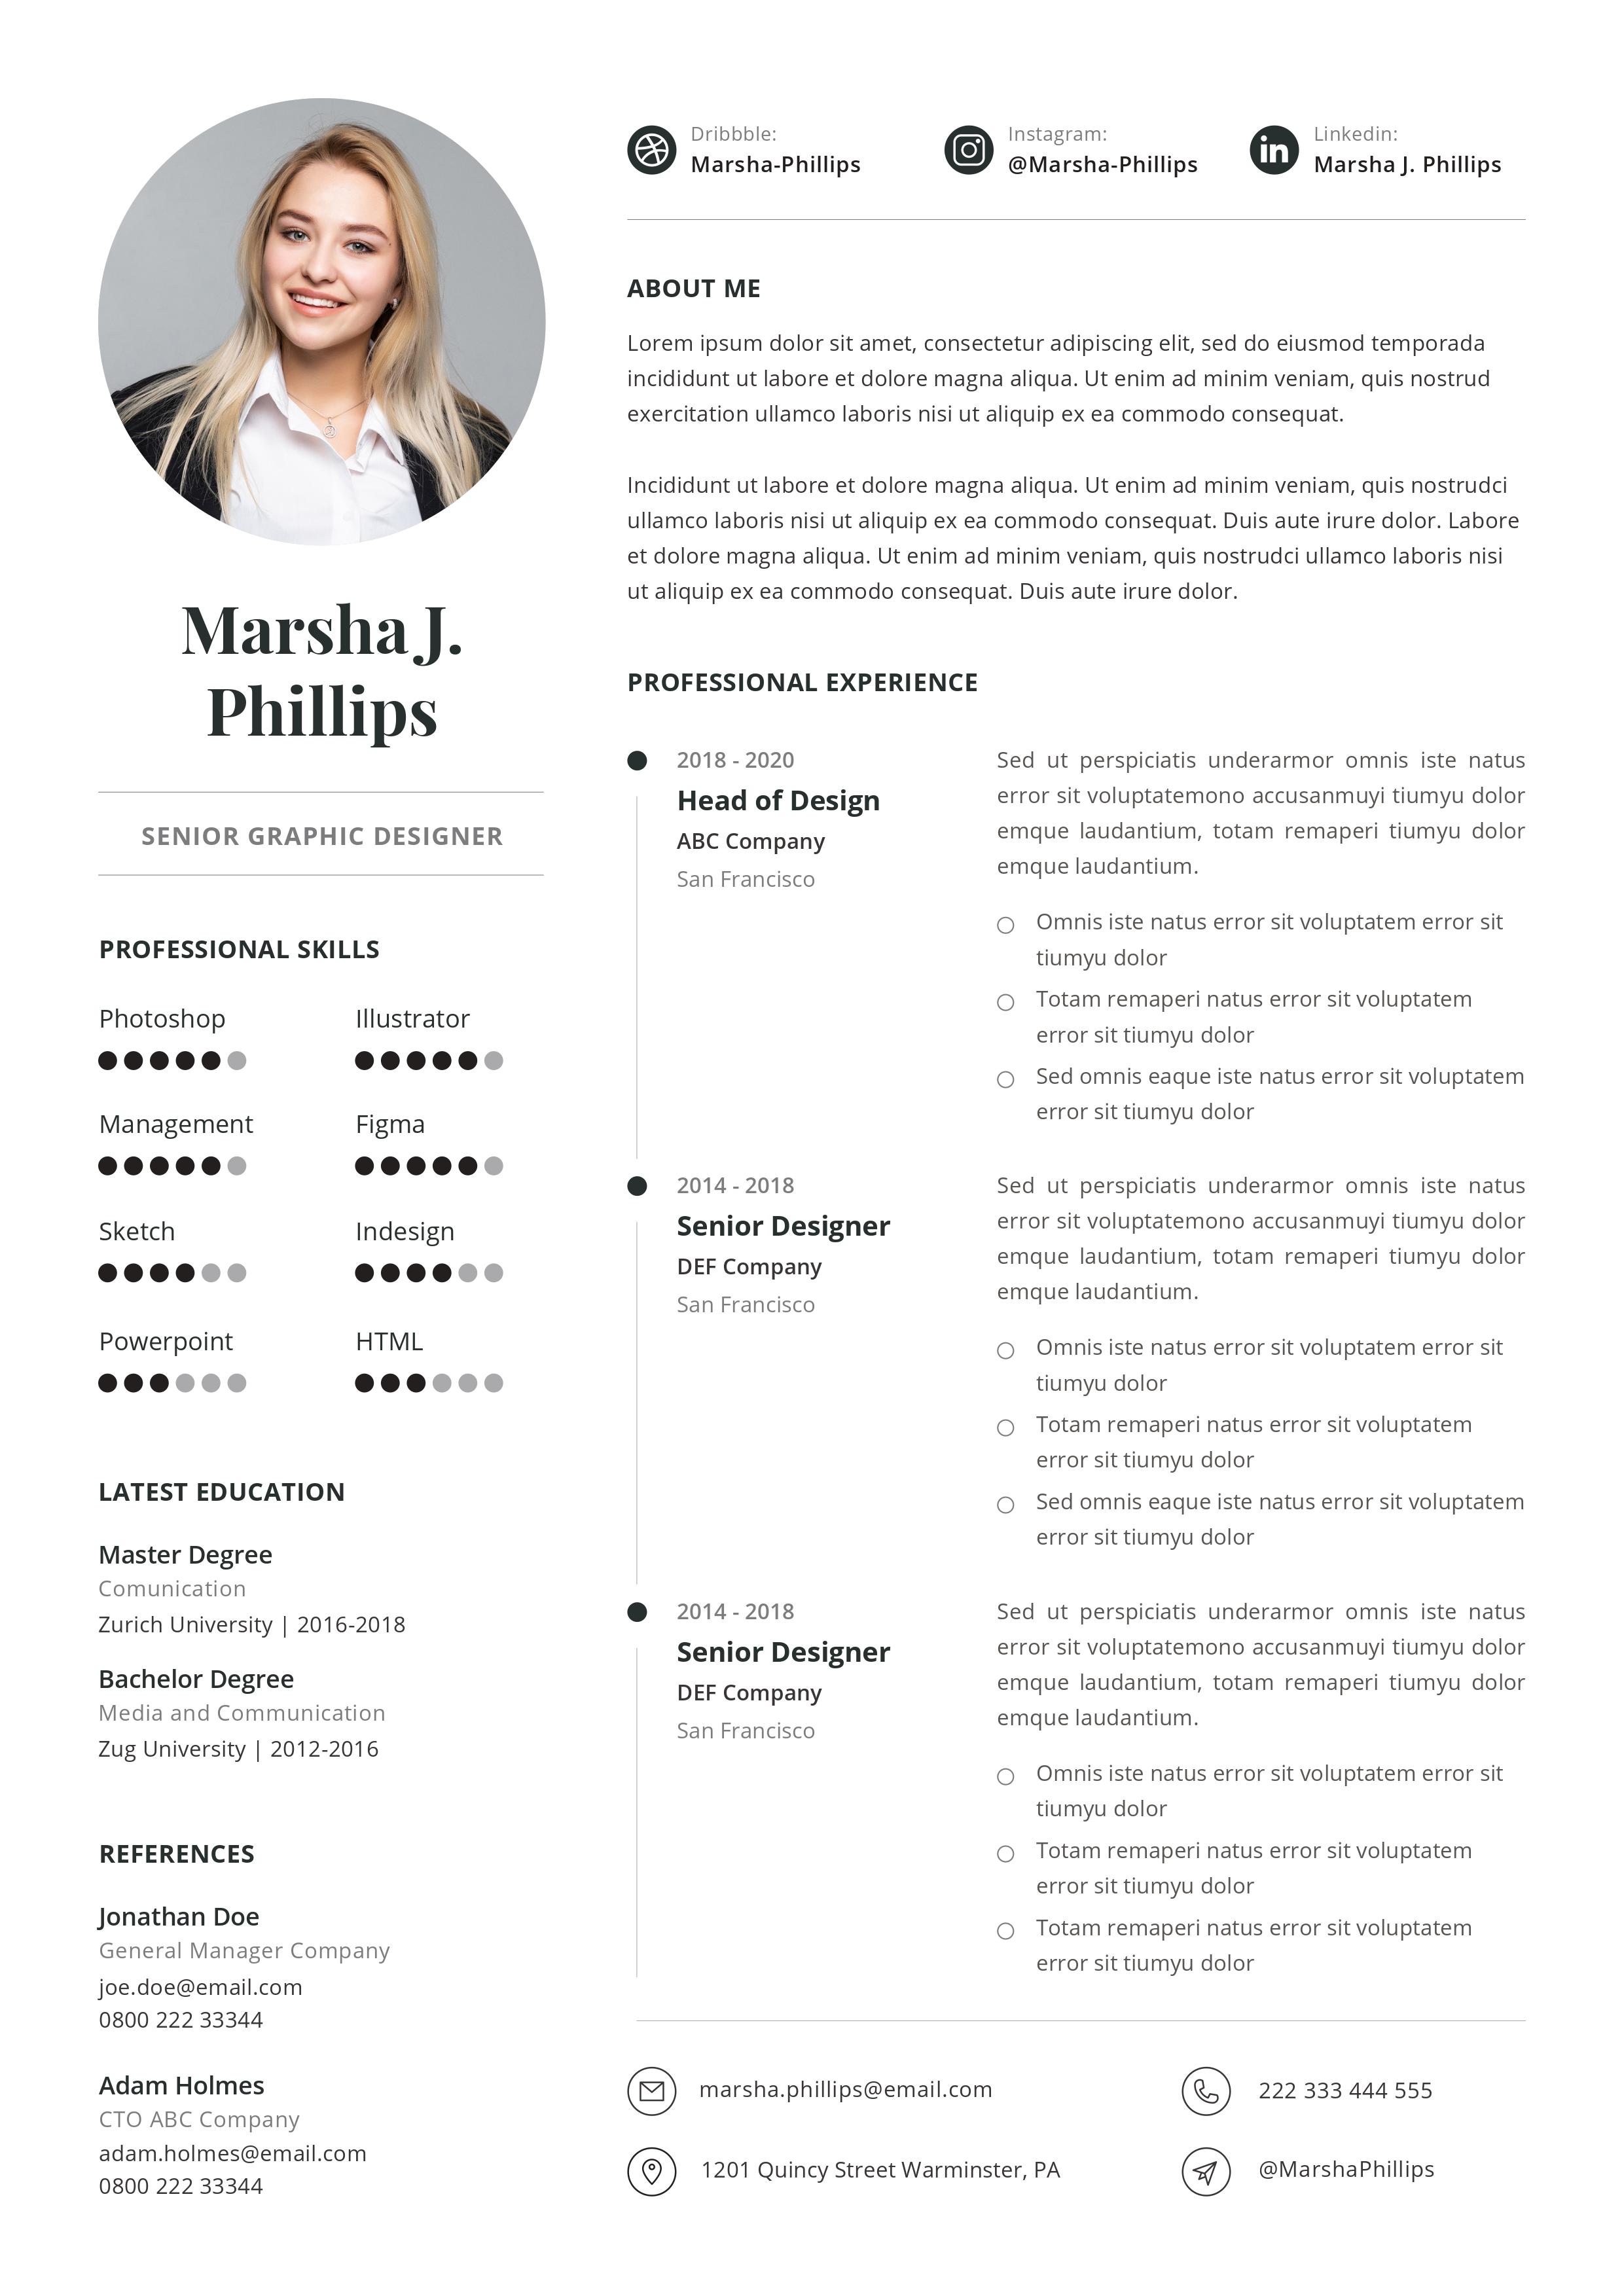 Marsha J.
Phillips
SENIOR GRAPHIC DESIGNER
PROFESSIONAL SKILLS
Photoshop
Illustrator
Management
Figma
Sketch
Indesign
Powerpoint
HTML
LATEST EDUCATION
Master Degree
Comunication
Zurich University | 2016-2018
Bachelor Degree
Media and Communication
Zug University | 2012-2016
REFERENCES
Jonathan Doe
General Manager Company
joe.doe@email.com
0800 222 33344
Adam Holmes
CTO ABC Company
adam.holmes@email.com
0800 222 33344
Dribbble:
Marsha-Phillips
Instagram:
@Marsha-Phillips
in
Linkedin:
Marsha J. Phillips
ABOUT ME
Lorem ipsum dolor sit amet, consectetur adipiscing elit, sed do eiusmod temporada
incididunt ut labore et dolore magna aliqua. Ut enim ad minim veniam, quis nostrud
exercitation ullamco laboris nisi ut aliquip ex ea commodo consequat.
Incididunt ut labore et dolore magna aliqua. Ut enim ad minim veniam, quis nostrudci
ullamco laboris nisi ut aliquip ex ea commodo consequat. Duis aute irure dolor. Labore
et dolore magna aliqua. Ut enim ad minim veniam, quis nostrudci ullamco laboris nisi
ut aliquip ex ea commodo consequat. Duis aute irure dolor.
PROFESSIONAL EXPERIENCE
2018 - 2020
Head of Design
ABC Company
San Francisco
Sed ut perspiciatis underarmor omnis iste natus
error sit voluptatemono accusanmuyi tiumyu dolor
emque laudantium, totam remaperi tiumyu dolor
emque laudantium.
Omnis iste natus error sit voluptatem error sit
tiumyu dolor
Totam remaperi natus error sit voluptatem
error sit tiumyu dolor
Sed omnis eaque iste natus error sit voluptatem
error sit tiumyu dolor
2014 - 2018
Senior Designer
DEF Company
San Francisco
Sed ut perspiciatis underarmor omnis iste natus
error sit voluptatemono accusanmuyi tiumyu dolor
emque laudantium, totam remaperi tiumyu dolor
emque laudantium.
Omnis iste natus error sit voluptatem error sit
tiumyu dolor
Totam remaperi natus error sit voluptatem
error sit tiumyu dolor
Sed omnis eaque iste natus error sit voluptatem
error sit tiumyu dolor
2014 - 2018
Senior Designer
DEF Company
San Francisco
Sed ut perspiciatis underarmor omnis iste natus
error sit voluptatemono accusanmuyi tiumyu dolor
emque laudantium, totam remaperi tiumyu dolor
emque laudantium.
Omnis iste natus error sit voluptatem error sit
tiumyu dolor
Totam remaperi natus error sit voluptatem
error sit tiumyu dolor
Totam remaperi natus error sit voluptatem
error sit tiumyu dolor
marsha.phillips@email.com
222 333 444 555
1201 Quincy Street Warminster, PA
@MarshaPhillips